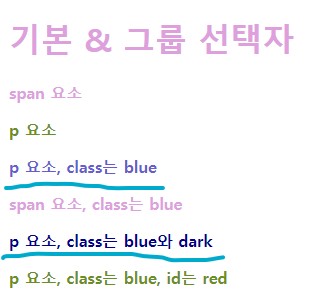 기본 & 그룹 선택자
span 요소
p 요소
p 요소, class는 blue
span 요소, class는 blue
p 요소, class는 blue와 dark
p 요소, class는 blue, id는 red